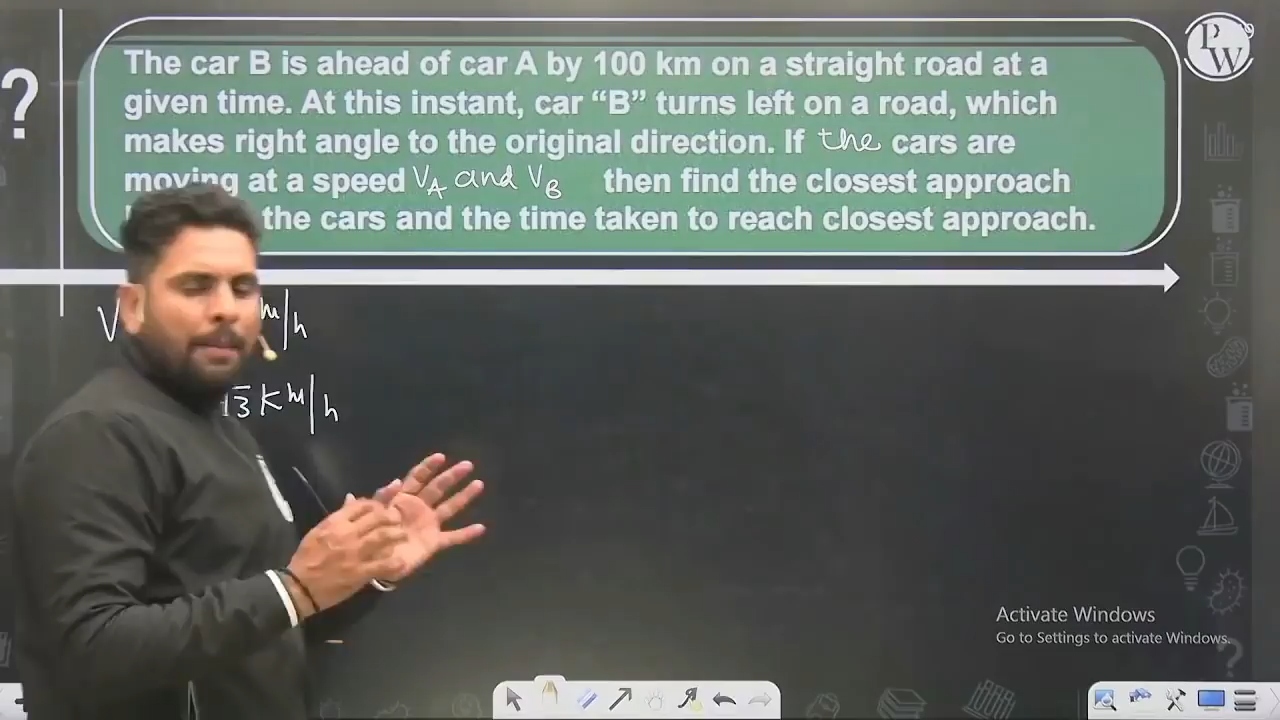 ?
PW
The car B is ahead of car A by 100 km on a straight road at a
given time. At this instant, car “B” turns left on a road, which
makes right angle to the original direction. If the cars are
moving at a speed VA and VB then find the closest approach
the cars and the time taken to reach closest approach.
V m/h
√3 Km/h
Activate Windows
Go to Settings to activate Windows.